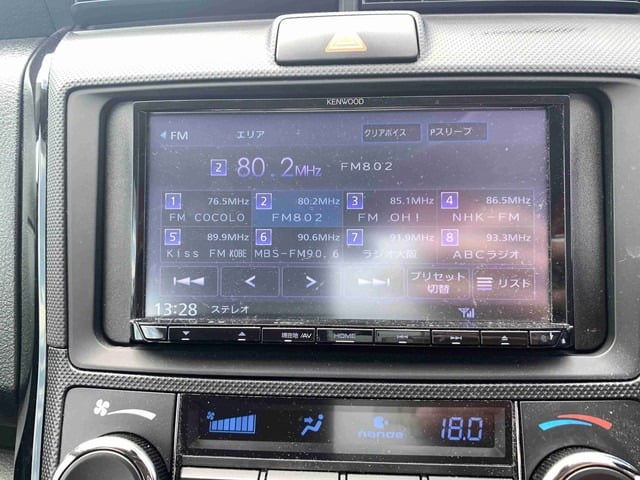 KENWOOD
FM エリア クリアボイス Pスリープ
2 80.2MHz FM802
1 76.5MHz 2 80.2MHz 3 85.1MHz 4 86.5MHz
FM COCOLO FM802 FM OH! NHK-FM
5 89.9MHz 6 90.6MHz 7 91.9MHz 8 93.3MHz
Kiss FM KOBE MBS-FM90.6 ラジオ大阪 ABCラジオ
プリセット
切替 リスト
13:28 ステレオ
現在地/AV HOME
nanoe 18.0